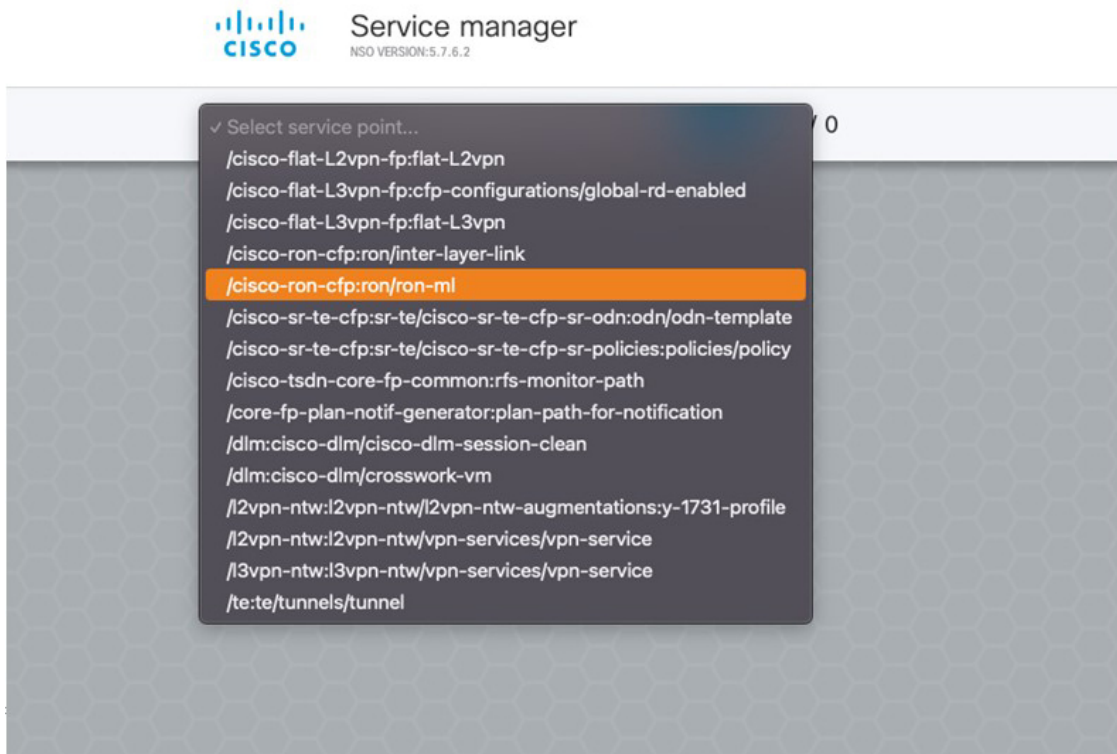 CISCO
Service manager
NSO VERSION:5.7.6.2
✓ Select service point...
/ 0
/cisco-flat-L2vpn-fp:flat-L2vpn
/cisco-flat-L3vpn-fp:cfp-configurations/global-rd-enabled
/cisco-flat-L3vpn-fp:flat-L3vpn
/cisco-ron-cfp:ron/inter-layer-link
/cisco-ron-cfp:ron/ron-ml
/cisco-sr-te-cfp:sr-te/cisco-sr-te-cfp-sr-odn:odn/odn-template
/cisco-sr-te-cfp:sr-te/cisco-sr-te-cfp-sr-policies:policies/policy
/cisco-tsdn-core-fp-common:rfs-monitor-path
/core-fp-plan-notif-generator:plan-path-for-notification
/dlm:cisco-dlm/cisco-dlm-session-clean
/dlm:cisco-dlm/crosswork-vm
/l2vpn-ntw:l2vpn-ntw/l2vpn-ntw-augmentations:y-1731-profile
/l2vpn-ntw:l2vpn-ntw/vpn-services/vpn-service
/l3vpn-ntw:l3vpn-ntw/vpn-services/vpn-service
/te:te/tunnels/tunnel